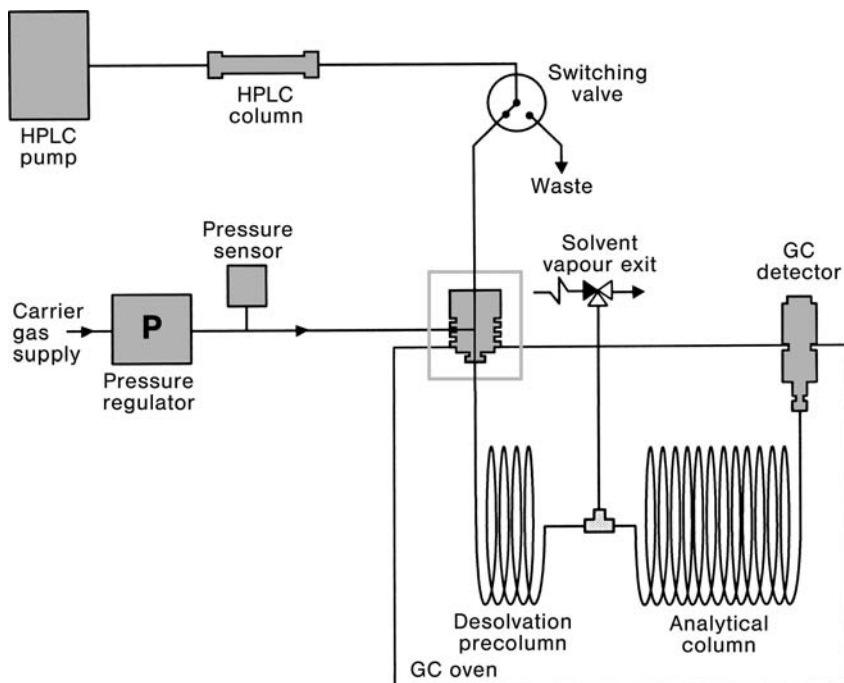 HPLC
pump
HPLC
column
Switching
valve
Waste
Pressure
sensor
Solvent
vapour exit
GC
detector
Carrier
gas
supply
P
Pressure
regulator
Desolvation
precolumn
Analytical
column
GC oven